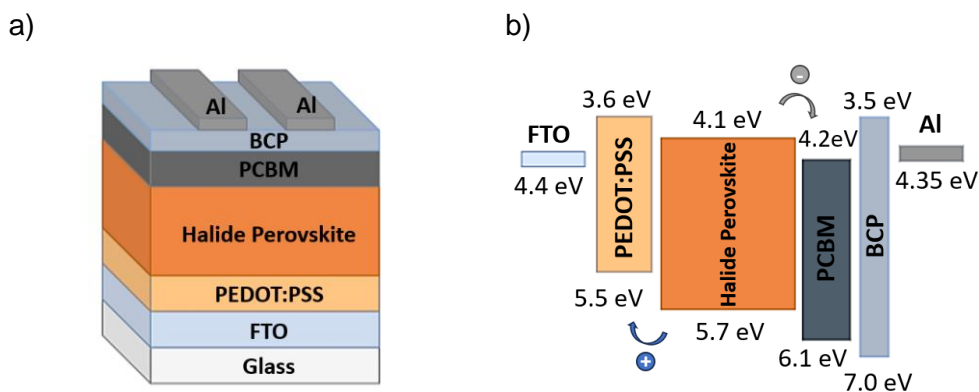 a)
Al
Al
BCP
PCBM
Halide Perovskite
PEDOT:PSS
FTO
Glass
b)
-
3.6 eV
4.1 eV
3.5 eV
FTO
4.2eV
Al
4.4 eV
4.35 eV
PEDOT:PSS
Halide Perovskite
PCBM
BCP
5.5 eV
5.7 eV
+
6.1 eV
7.0 eV